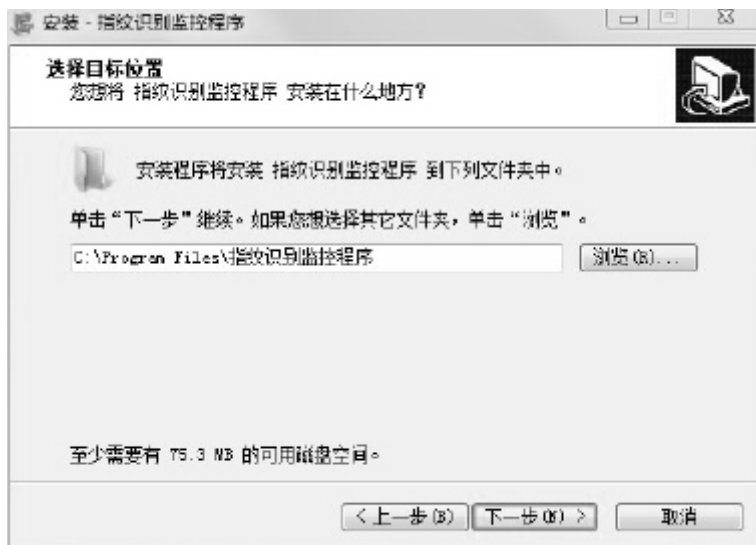 安装 - 指纹识别监控程序
选择目标位置
您想将 指纹识别监控程序 安装在什么地方?
安装程序将安装 指纹识别监控程序 到下列文件夹中。
单击“下一步”继续。如果您想选择其它文件夹，单击“浏览”。
C:\Program Files\指纹识别监控程序
浏览(R)...
至少需要有 75.3 MB 的可用磁盘空间。
<上一步(B) 下一步(N) > 取消